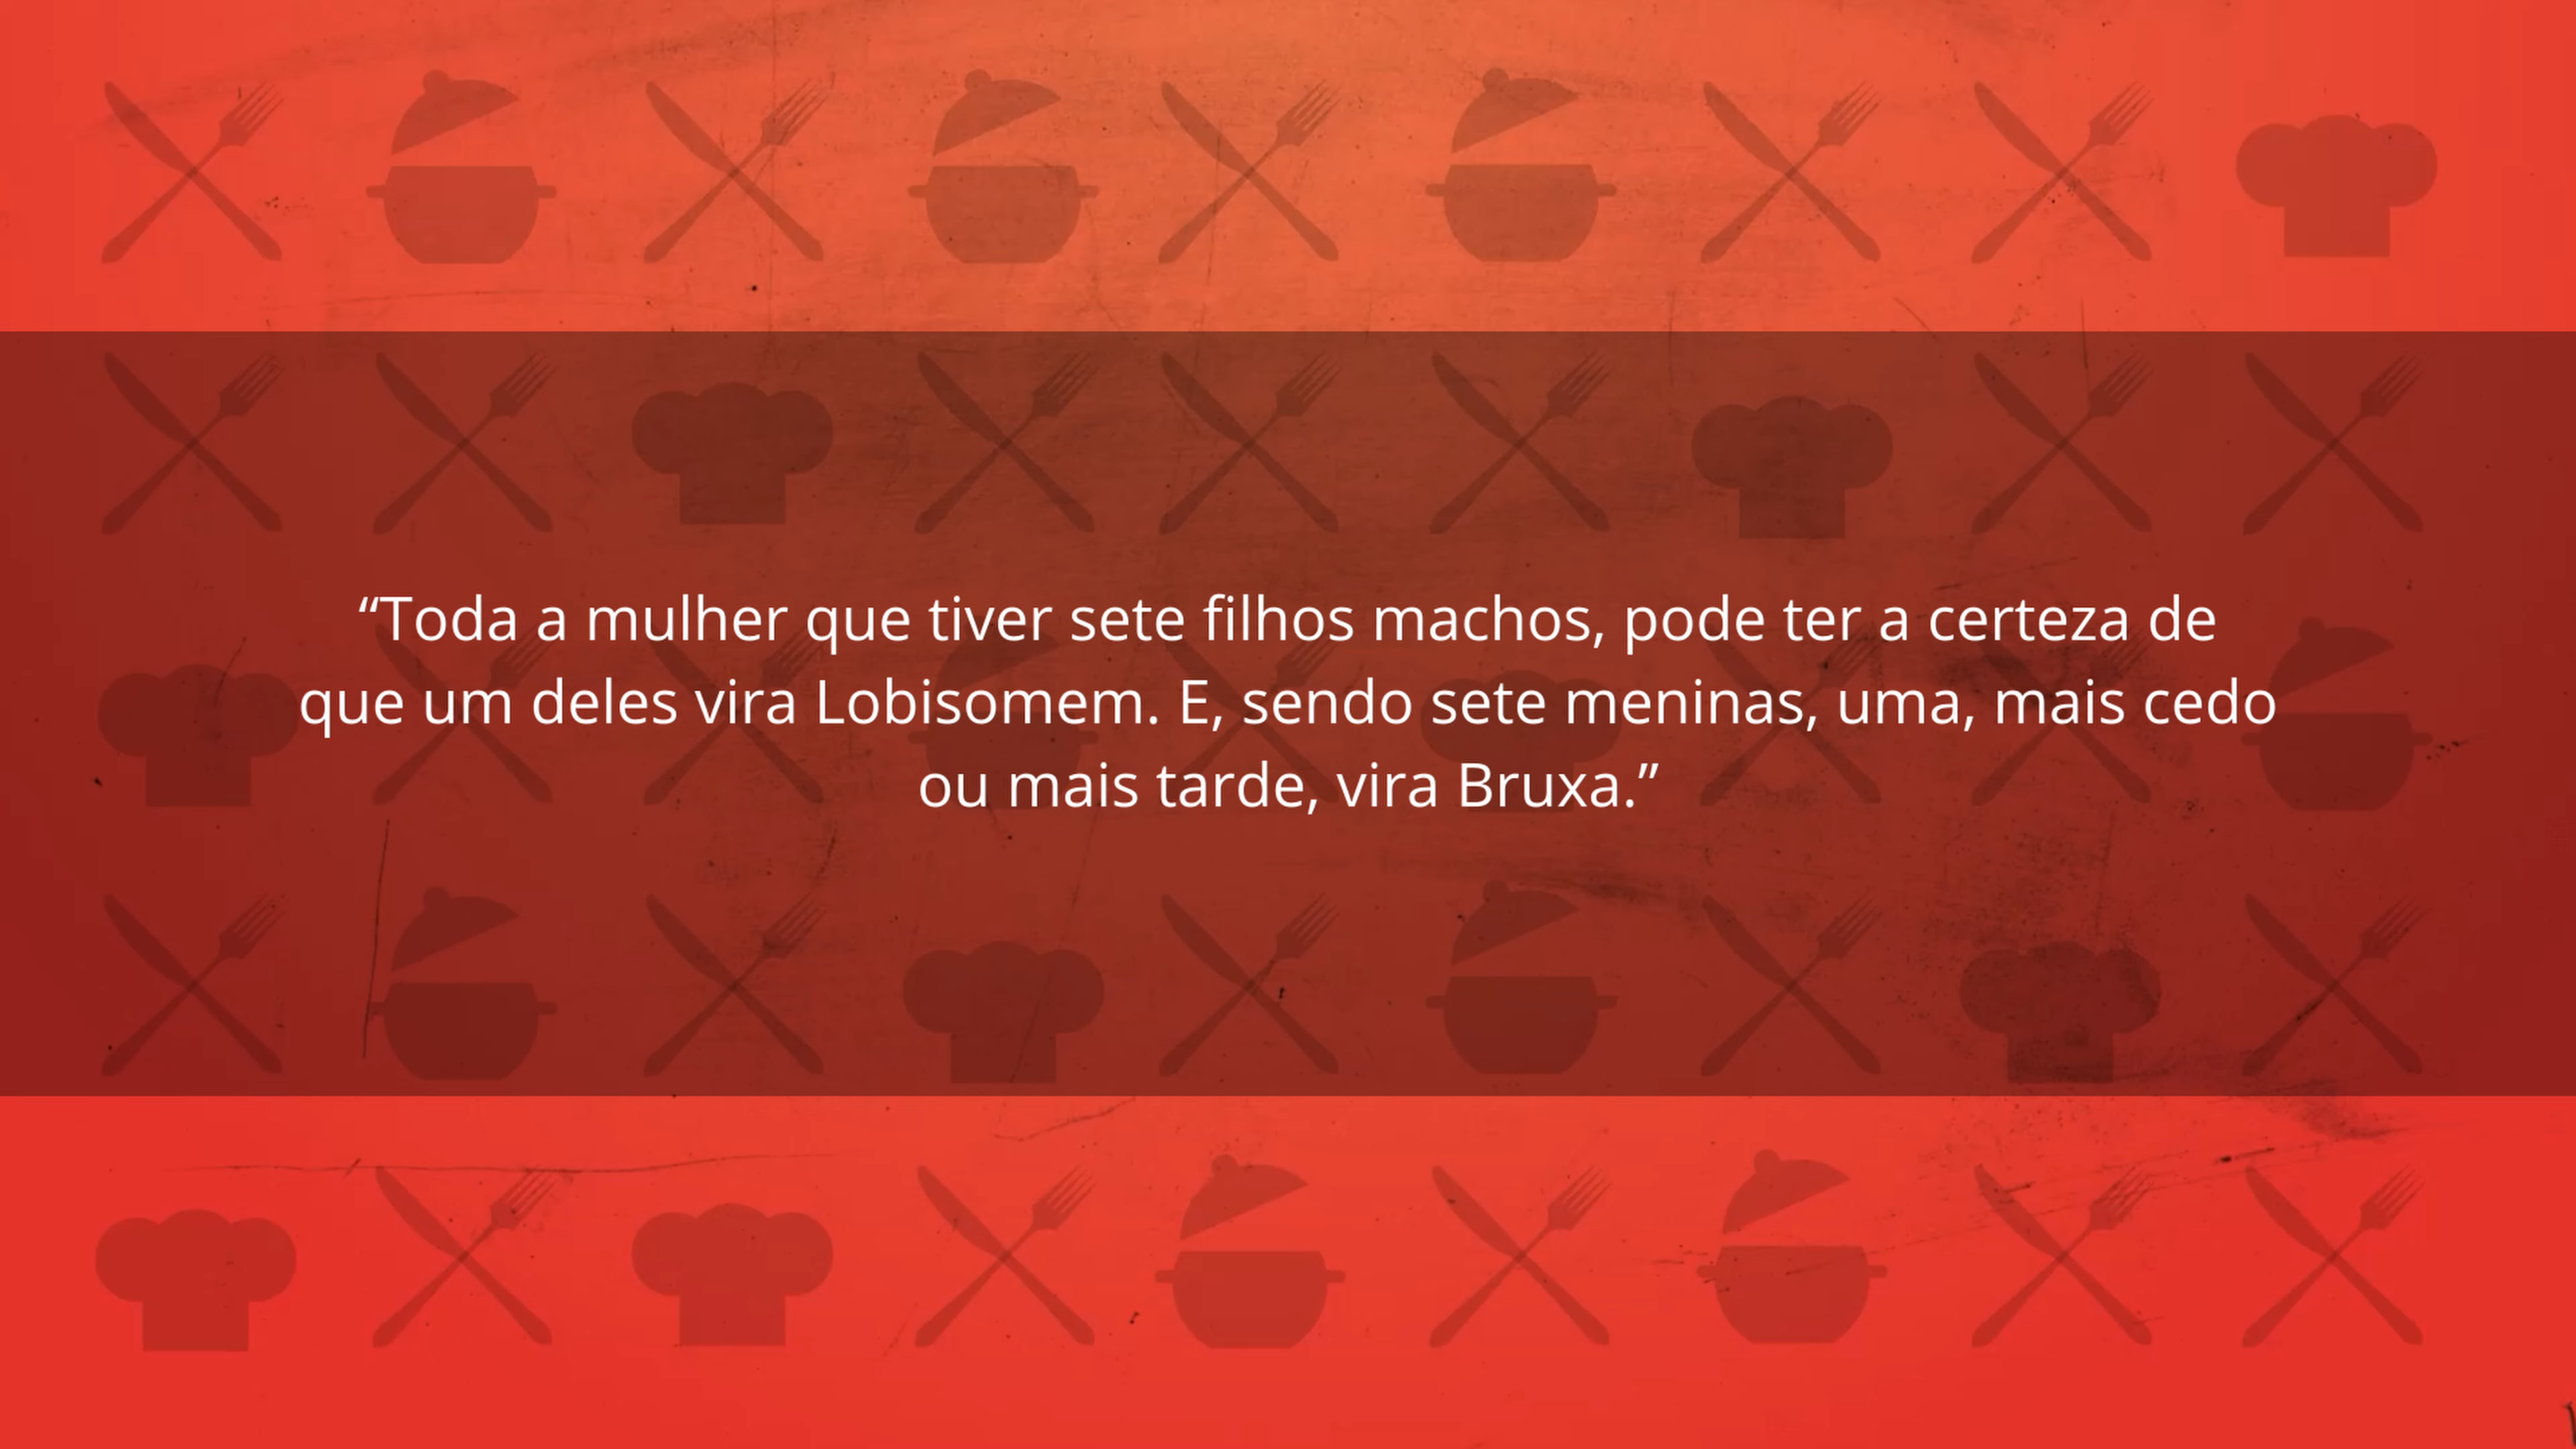 “Toda a mulher que tiver sete filhos machos, pode ter a certeza de
que um deles vira Lobisomem. E, sendo sete meninas, uma, mais cedo
ou mais tarde, vira Bruxa.”